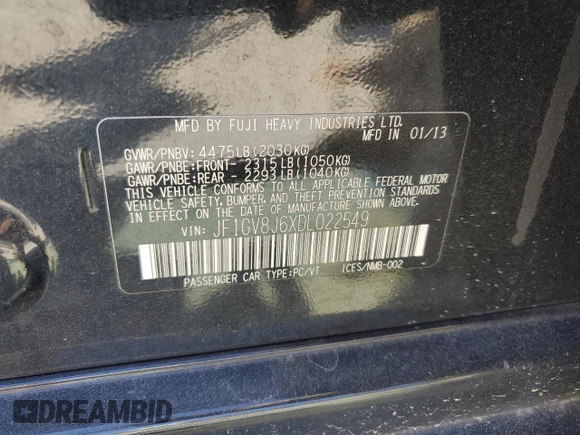 MFD BY FUJI HEAVY INDUSTRIES LTD.
MFD IN 01/13
GVWR/PNBV: 4475LB(2030KG)
GAWR/PNBE:FRONT- 2315LB(1050KG)
GAWR/PNBE:REAR - 2293LB(1040KG)
THIS VEHICLE CONFORMS TO ALL APPLICABLE FEDERAL MOTOR
VEHICLE SAFETY, BUMPER, AND THEFT PREVENTION STANDARDS
IN EFFECT ON THE DATE OF MANUFACTURE SHOWN ABOVE.
VIN: JF1GV8J6XDL022549
PASSENGER CAR TYPE:PC/VT ICES/NMB-002
DREAMBID